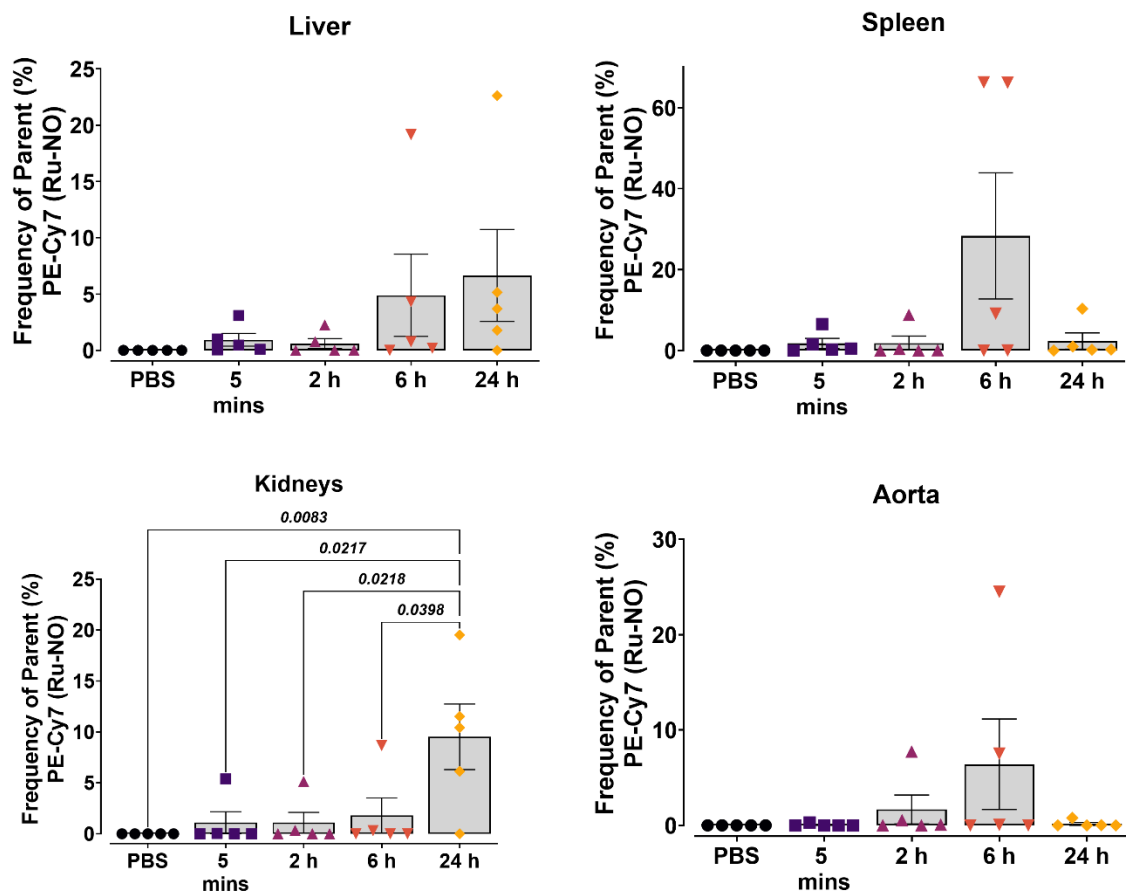 Liver
Frequency of Parent (%)
PE-Cy7 (Ru-NO)
25
20
15
10
5
0
PBS 5 2 h 6 h 24 h
mins
Spleen
Frequency of Parent (%)
PE-Cy7 (Ru-NO)
60
40
20
0
PBS 5 2 h 6 h 24 h
mins
Kidneys
0.0083
0.0217
0.0218
0.0398
Frequency of Parent (%)
PE-Cy7 (Ru-NO)
25
20
15
10
5
0
PBS 5 2 h 6 h 24 h
mins
Aorta
Frequency of Parent (%)
PE-Cy7 (Ru-NO)
30
20
10
0
PBS 5 2 h 6 h 24 h
mins